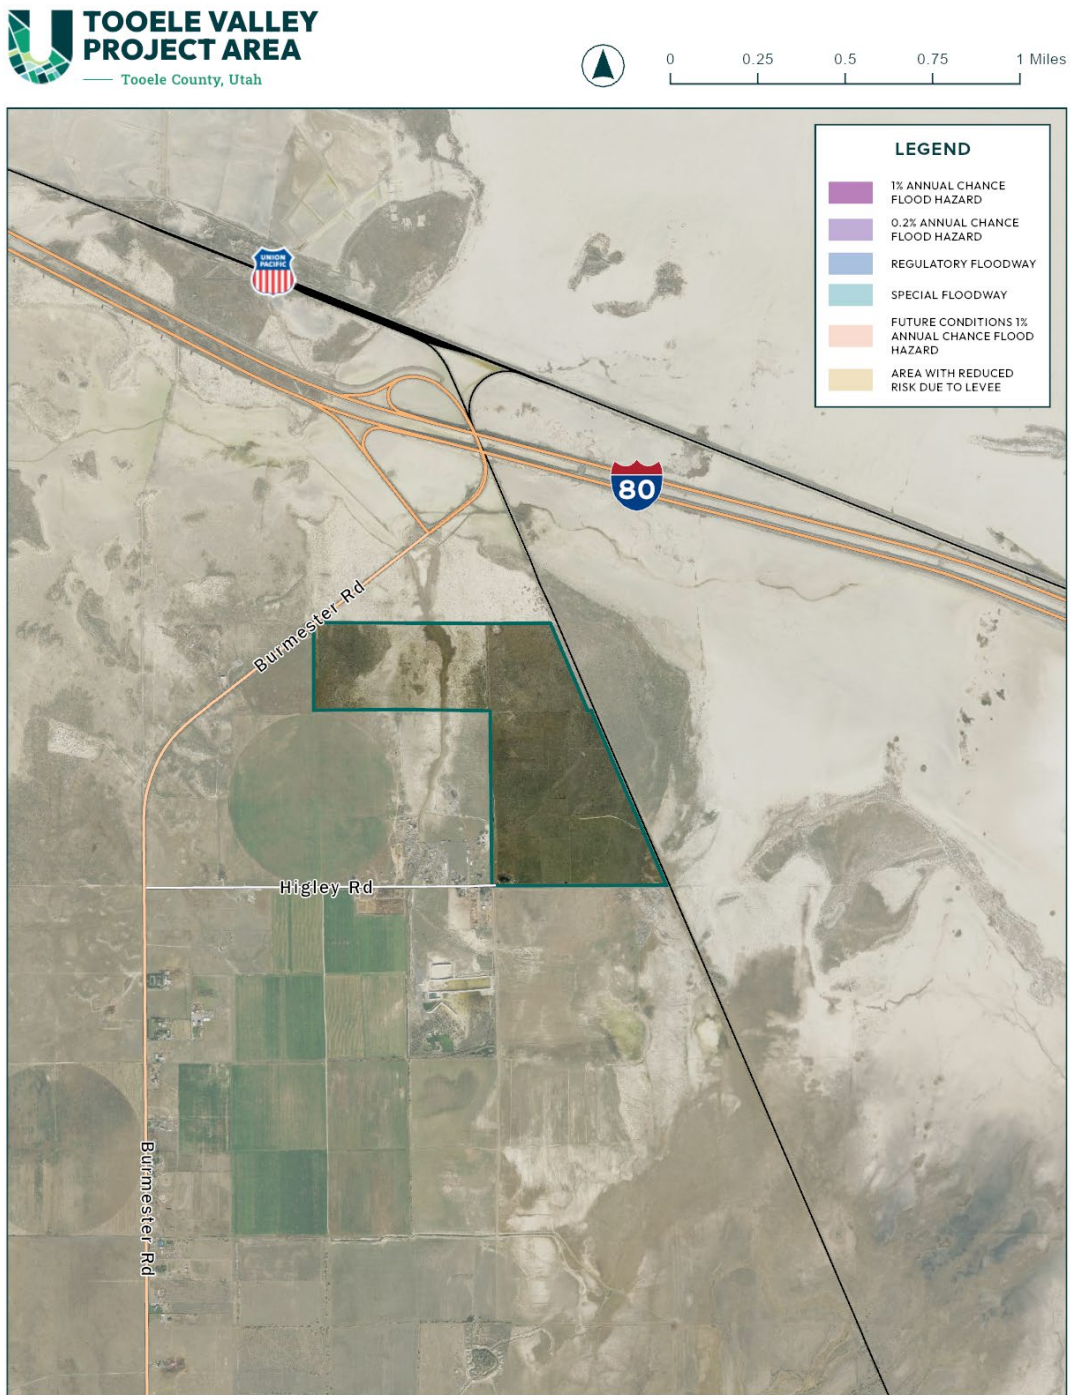 TOOELE VALLEY
PROJECT AREA
Tooele County, Utah
0 0.25 0.5 0.75 1 Miles
LEGEND
1% ANNUAL CHANCE
FLOOD HAZARD
0.2% ANNUAL CHANCE
FLOOD HAZARD
REGULATORY FLOODWAY
SPECIAL FLOODWAY
FUTURE CONDITIONS 1%
ANNUAL CHANCE FLOOD
HAZARD
AREA WITH REDUCED
RISK DUE TO LEVEE
UNION
PACIFIC
80
Burmester Rd
Higley Rd
Burmester Rd